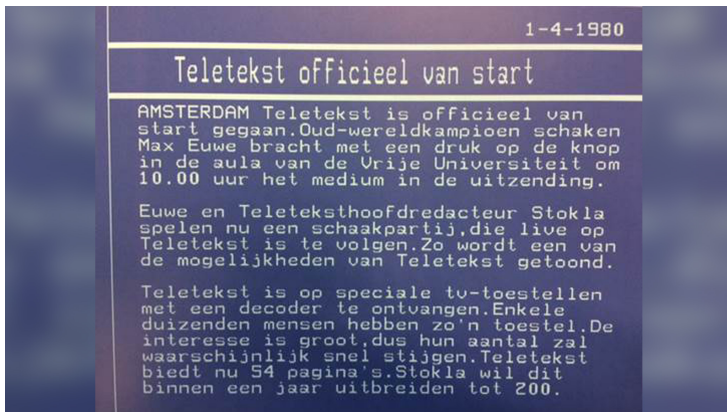 1-4-1980
Teletekst officieel van start
AMSTERDAM Teletekst is officieel van
start gegaan.Oud-wereldkampioen schaken
Max Euwe bracht met een druk op de knop
in de aula van de Vrije Universiteit om
10.00 uur het medium in de uitzending.
Euwe en Teleteksthoofdredacteur Stokla
spelen nu een schaakpartij,die live op
Teletekst is te volgen.Zo wordt een van
de mogelijkheden van Teletekst getoond.
Teletekst is op speciale tv-toestellen
met een decoder te ontvangen.Enkele
duizenden mensen hebben zo'n toestel.De
interesse is groot,dus hun aantal zal
waarschijnlijk snel stijgen.Teletekst
biedt nu 54 pagina's.Stokla wil dit
binnen een jaar uitbreiden tot 200.